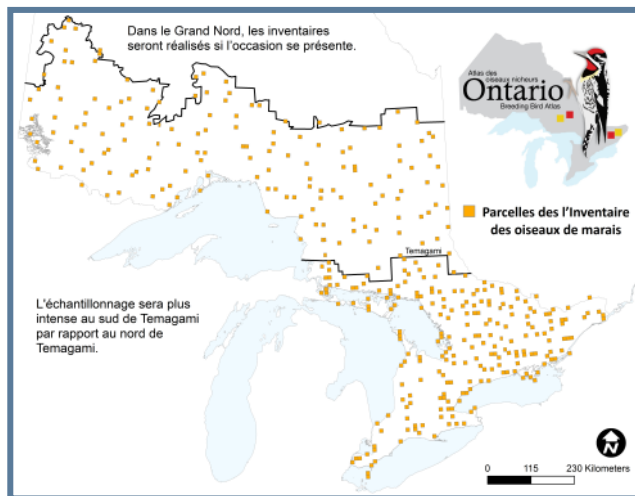 Dans le Grand Nord, les inventaires
seront réalisés si l'occasion se présente.
Atlas des
oiseaux nicheurs
Ontario
Breeding Bird Atlas
Parcelles des l'Inventaire
des oiseaux de marais
Temagami
L'échantillonnage sera plus
intense au sud de Temagami
par rapport au nord de
Temagami.
N
0 115 230 Kilometers